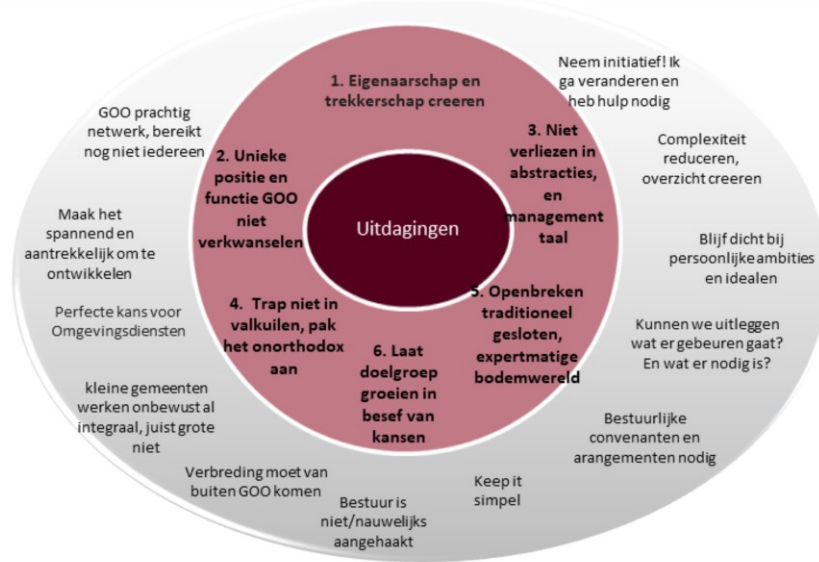 1. Eigenaarschap en
trekkerschap creeren
Neem initiatief! Ik
ga veranderen en
heb hulp nodig
GOO prachtig
netwerk, bereikt
nog niet iedereen
2. Unieke
positie en
functie GOO
niet
verkwanselen
3. Niet
verliezen in
abstracties,
en
management
taal
Complexiteit
reduceren,
overzicht creeren
Maak het
spannend en
aantrekkelijk om te
ontwikkelen
Uitdagingen
Blijf dicht bij
persoonlijke ambities
en idealen
Perfecte kans voor
Omgevingsdiensten
4. Trap niet in
valkuilen, pak
het onorthodox
aan
5. Openbreken
traditioneel
gesloten,
expertmatige
bodemwereld
Kunnen we uitleggen
wat er gebeuren gaat?
En wat er nodig is?
6. Laat
doelgroep
groeien in
besef van
kansen
kleine gemeenten
werken onbewust al
integraal, juist grote
niet
Bestuurlijke
convenanten en
arangementen nodig
Verbreding moet van
buiten GOO komen
Bestuur is
niet/nauwelijks
aangehaakt
Keep it
simpel